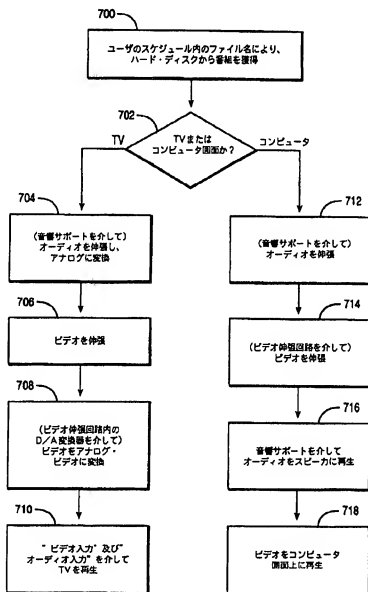 700
ユーザのスケジュール内のファイル名により、
ハード・ディスクから番組を獲得
702
TVまたは
コンピュータ画面か?
TV
コンピュータ
704
(音響サポートを介して)
オーディオを伸張し、
アナログに変換
706
ビデオを伸張
708
(ビデオ伸張回路内の
D/A変換器を介して)
ビデオをアナログ・
ビデオに変換
710
"ビデオ入力"及び"
オーディオ入力"を介して
TVを再生
712
(音響サポートを介して)
オーディオを伸張
714
(ビデオ伸張回路を介して)
ビデオを伸張
716
音響サポートを介して
オーディオをスピーカに再生
718
ビデオをコンピュータ
画面上に再生